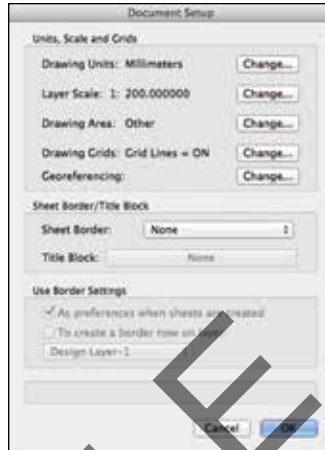 Document Setup
Units, Scale and Grids
Drawing Units: Millimeters Change...
Layer Scale: 1: 200.000000 Change...
Drawing Area: Other Change...
Drawing Grids: Grid Lines = ON Change...
Georeferencing: Change...
Sheet Border/Title Block
Sheet Border: None
Title Block: None
Use Border Settings
As preferences when sheets are created
To create a border now on layer
Design Layer-1
Cancel OK